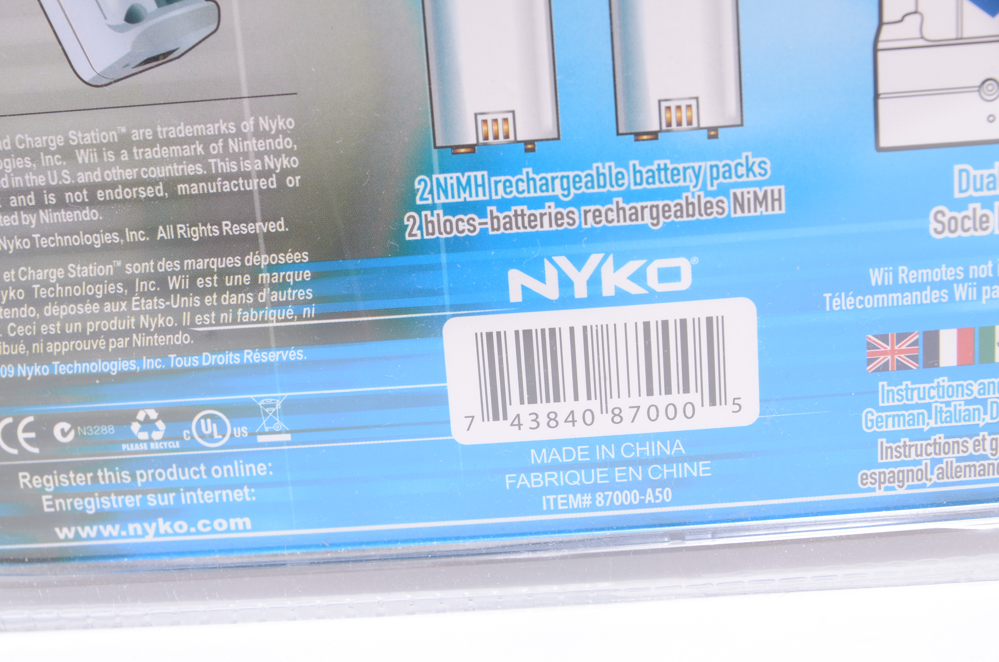 nd Charge Station™ are trademarks of Nyko
ogies, Inc. Wii is a trademark of Nintendo,
d in the U.S. and other countries. This is a Nyko
and is not endorsed, manufactured or
ted by Nintendo.
Nyko Technologies, Inc. All Rights Reserved.
et Charge Station™ sont des marques déposées
yko Technologies, Inc. Wii est une marque
tendo, déposée aux États-Unis et dans d'autres
. Ceci est un produit Nyko. Il est ni fabriqué, ni
ibué, ni approuvé par Nintendo.
09 Nyko Technologies, Inc. Tous Droits Réservés.
CE N3288 PLEASE RECYCLE c UL US
Register this product online:
Enregistrer sur internet:
www.nyko.com
2 NiMH rechargeable battery packs
2 blocs-batteries rechargeables NiMH
NYKO®
7 43840 87000 5
MADE IN CHINA
FABRIQUE EN CHINE
ITEM# 87000-A50
Dual
Socle
Wii Remotes not
Télécommandes Wii pa
Instructions and
German, Italian, D
Instructions et g
espagnol, alleman